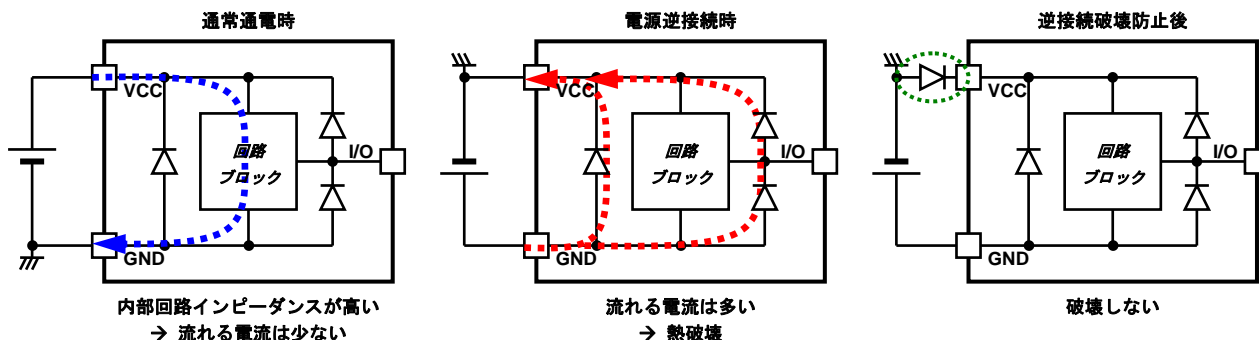 通常通電時
VCC
回路
ブロック
I/O
GND
内部回路インピーダンスが高い
→ 流れる電流は少ない
電源逆接続時
VCC
回路
ブロック
I/O
GND
流れる電流は多い
→ 熱破壊
逆接続破壊防止後
VCC
回路
ブロック
I/O
GND
破壊しない